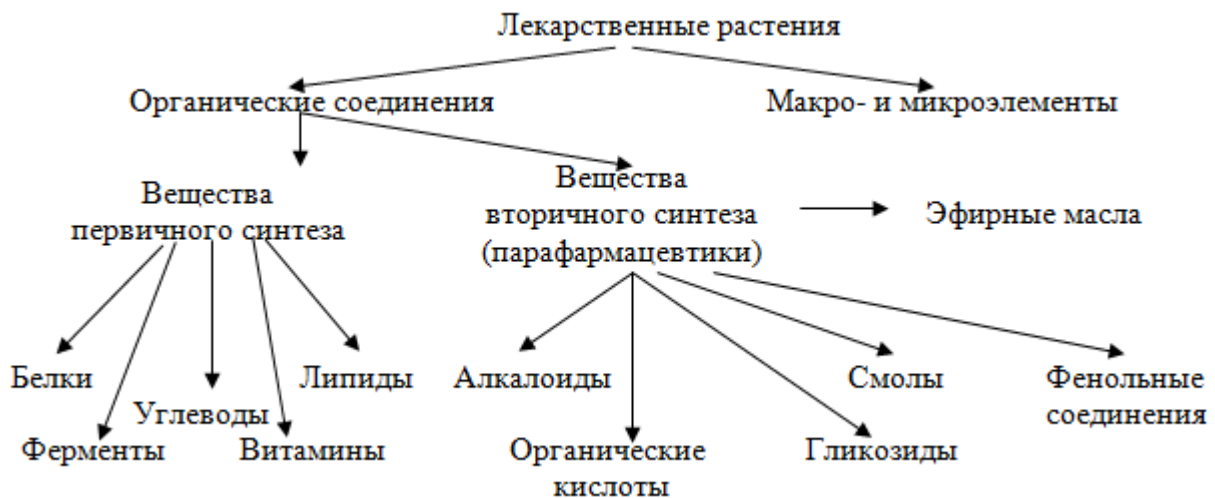 Лекарственные растения
Органические соединения
Макро- и микроэлементы
Вещества
первичного синтеза
Вещества
вторичного синтеза
(парафармацевтики)
Эфирные масла
Белки
Липиды
Углеводы
Ферменты
Витамины
Алкалоиды
Смолы
Фенольные
соединения
Органические
кислоты
Гликозиды